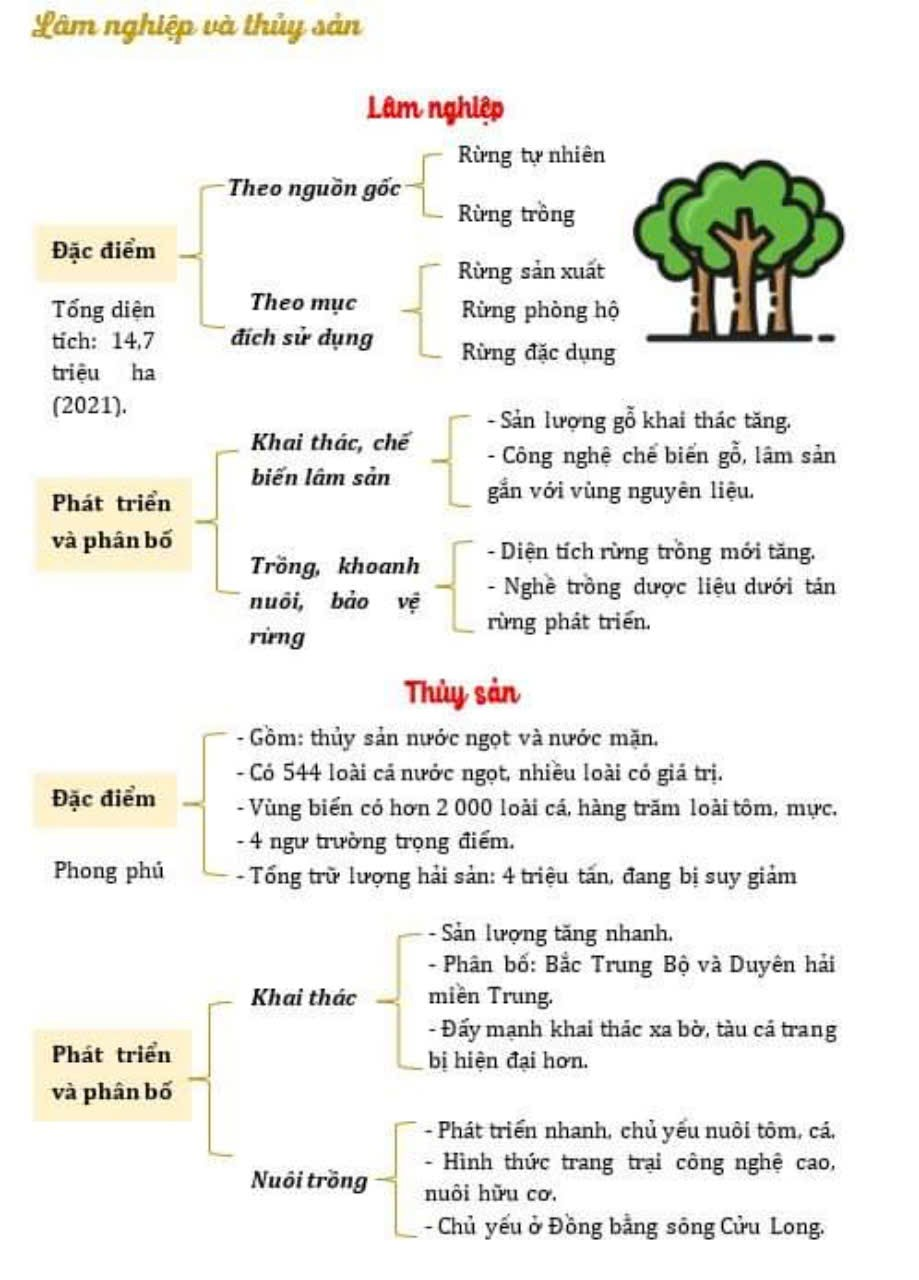 Lâm nghiệp và thủy sản
Lâm nghiệp
Đặc điểm
Tổng diện
tích: 14,7
triệu ha
(2021).
Theo nguồn gốc
Rừng tự nhiên
Rừng trồng
Theo mục
đích sử dụng
Rừng sản xuất
Rừng phòng hộ
Rừng đặc dụng
Phát triển
và phân bố
Khai thác, chế
biến lâm sản
- Sản lượng gỗ khai thác tăng.
- Công nghệ chế biến gỗ, lâm sản
gắn với vùng nguyên liệu.
Trồng, khoanh
nuôi, bảo vệ
rừng
- Diện tích rừng trồng mới tăng.
- Nghề trồng dược liệu dưới tán
rừng phát triển.
Thủy sản
Đặc điểm
Phong phú
- Gồm: thủy sản nước ngọt và nước mặn.
- Có 544 loài cá nước ngọt, nhiều loài có giá trị.
- Vùng biển có hơn 2 000 loài cá, hàng trăm loài tôm, mực.
- 4 ngư trường trọng điểm.
- Tổng trữ lượng hải sản: 4 triệu tấn, đang bị suy giảm
Phát triển
và phân bố
Khai thác
- Sản lượng tăng nhanh.
- Phân bố: Bắc Trung Bộ và Duyên hải
miền Trung.
- Đẩy mạnh khai thác xa bờ, tàu cá trang
bị hiện đại hơn.
Nuôi trồng
- Phát triển nhanh, chủ yếu nuôi tôm, cá.
- Hình thức trang trại công nghệ cao,
nuôi hữu cơ.
- Chủ yếu ở Đồng bằng sông Cửu Long.